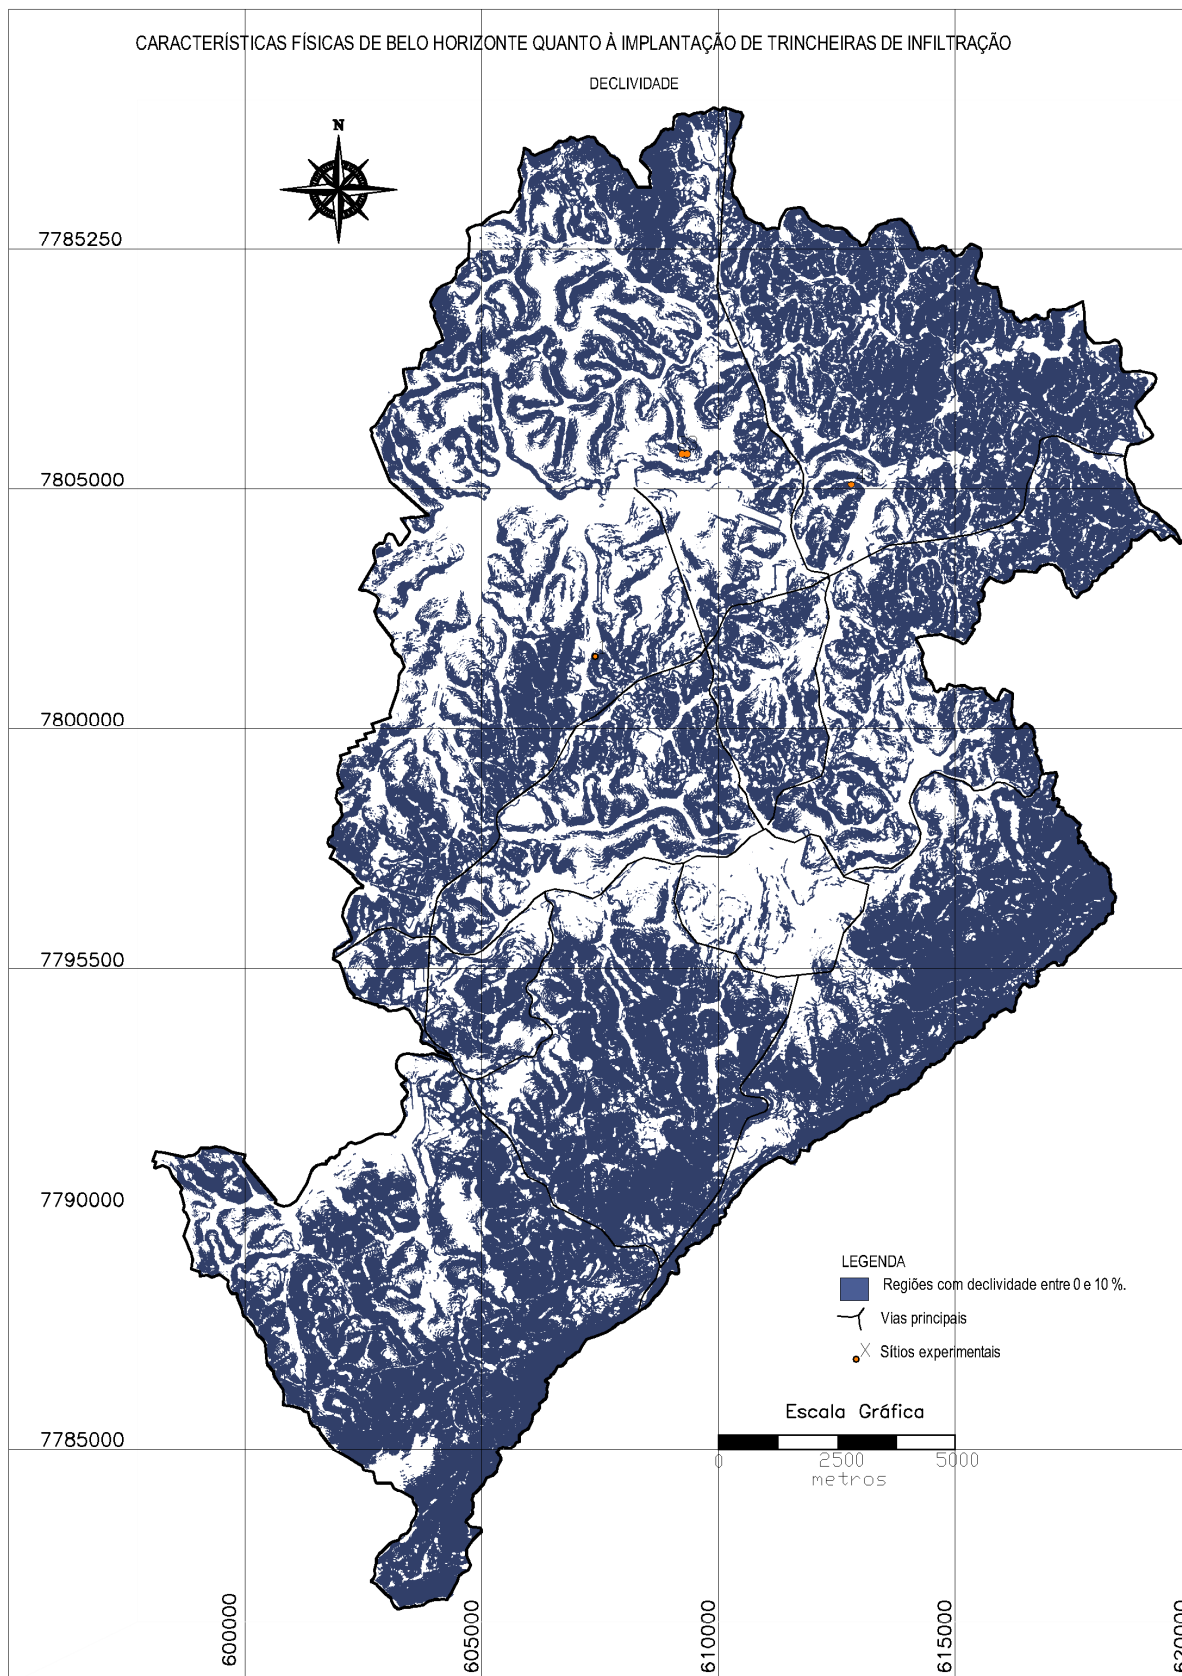 CARACTERÍSTICAS FÍSICAS DE BELO HORIZONTE QUANTO À IMPLANTAÇÃO DE TRINCHEIRAS DE INFILTRAÇÃO
DECLIVIDADE
N
7785250
7805000
7800000
7795500
7790000
LEGENDA
Regiões com declividade entre 0 e 10 %.
Vias principais
Sítios experimentais
Escala Gráfica
7785000
0 2500 5000
metros
600000
605000
610000
615000
620000